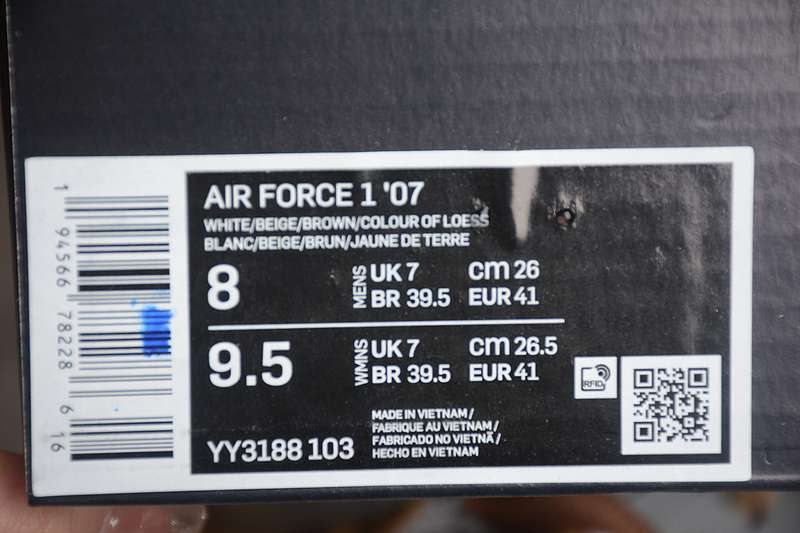 AIR FORCE 1 '07
WHITE/BEIGE/BROWN/COLOUR OF LOESS
BLANC/BEIGE/BRUN/JAUNE DE TERRE
8
MENS
UK 7
cm 26
BR 39.5
EUR 41
9.5
WMNS
UK 7
cm 26.5
BR 39.5
EUR 41
RFID
YY3188 103
MADE IN VIETNAM /
FABRIQUE AU VIETNAM /
FABRICADO NO VIETNÃ /
HECHO EN VIETNAM
1 94566 78228 6 16